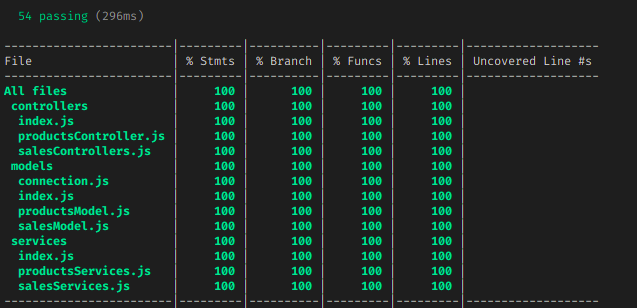 54 passing (296ms)
-------------------------|---------|----------|---------|---------|-------------------
File                     | % Stmts | % Branch | % Funcs | % Lines | Uncovered Line #s
-------------------------|---------|----------|---------|---------|-------------------
All files                |     100 |      100 |     100 |     100 |
 controllers             |     100 |      100 |     100 |     100 |
  index.js               |     100 |      100 |     100 |     100 |
  productsController.js  |     100 |      100 |     100 |     100 |
  salesControllers.js    |     100 |      100 |     100 |     100 |
 models                  |     100 |      100 |     100 |     100 |
  connection.js          |     100 |      100 |     100 |     100 |
  index.js               |     100 |      100 |     100 |     100 |
  productsModel.js       |     100 |      100 |     100 |     100 |
  salesModel.js          |     100 |      100 |     100 |     100 |
 services                |     100 |      100 |     100 |     100 |
  index.js               |     100 |      100 |     100 |     100 |
  productsServices.js    |     100 |      100 |     100 |     100 |
  salesServices.js       |     100 |      100 |     100 |     100 |
-------------------------|---------|----------|---------|---------|-------------------